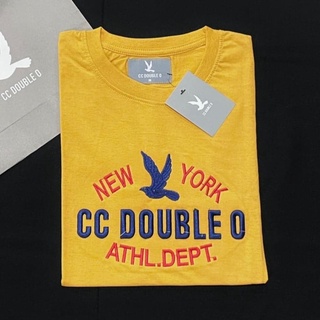 CC DOUBLE O
CC DOUBLE O
NEW YORK
CC DOUBLE O
ATHL.DEPT.